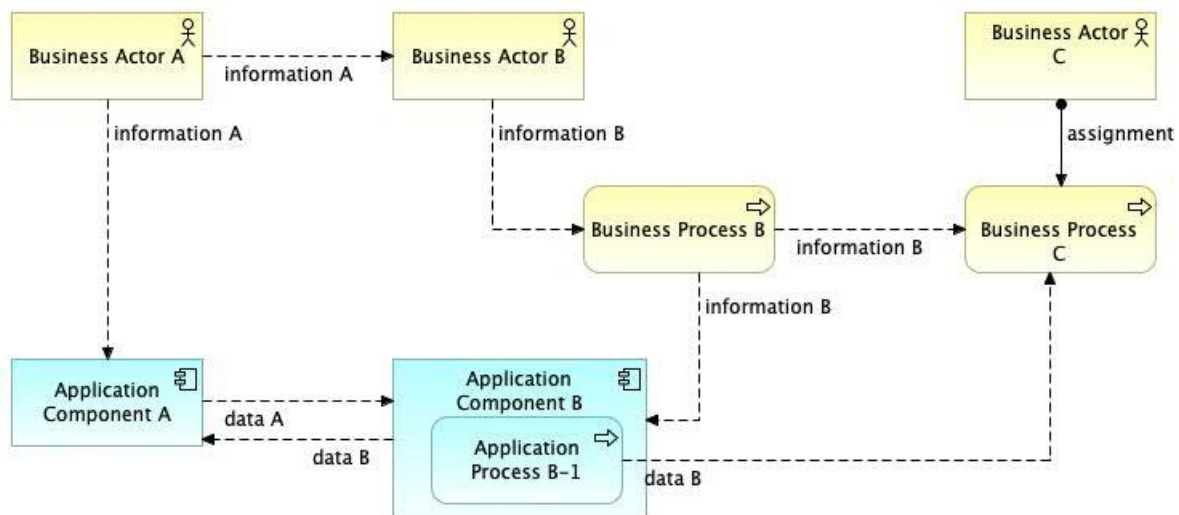 Business Actor A
information A
Business Actor B
Business Actor
C
information A
information B
assignment
Business Process B
information B
Business Process
C
information B
Application
Component A
data A
data B
Application
Component B
Application
Process B-1
data B